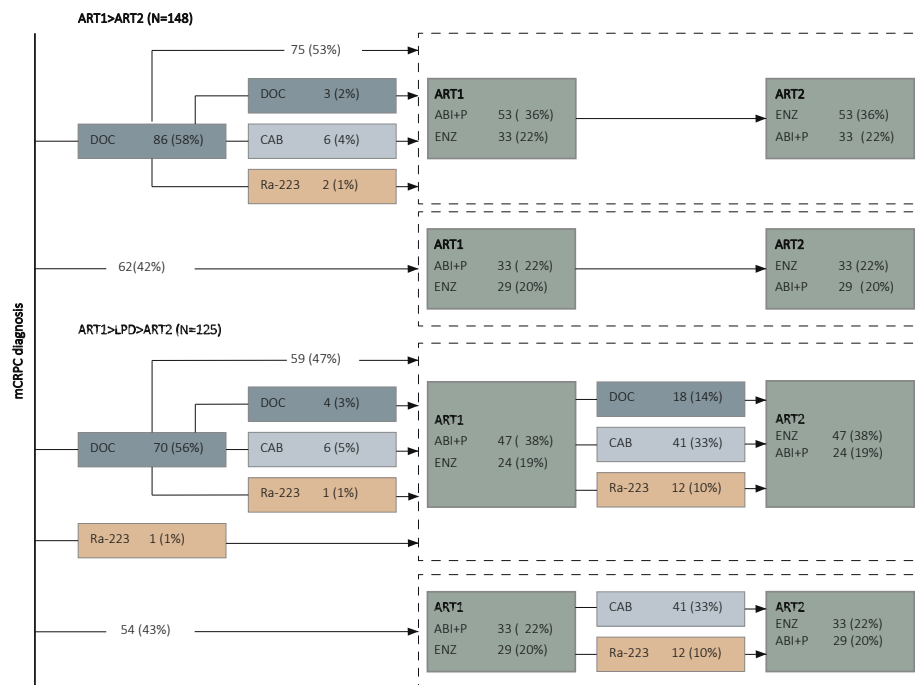 ART1>ART2 (N=148)
75 (53%)
DOC 3 (2%)
DOC 86 (58%)
CAB 6 (4%)
Ra-223 2 (1%)
ART1
ABI+P 53 ( 36%)
ENZ 33 (22%)
ART2
ENZ 53 (36%)
ABI+P 33 (22%)
62(42%)
ART1
ABI+P 33 ( 22%)
ENZ 29 (20%)
ART2
ENZ 33 (22%)
ABI+P 29 (20%)
mCRPC diagnosis
ART1>LPD>ART2 (N=125)
59 (47%)
DOC 4 (3%)
DOC 70 (56%)
CAB 6 (5%)
Ra-223 1 (1%)
Ra-223 1 (1%)
ART1
ABI+P 47 ( 38%)
ENZ 24 (19%)
DOC 18 (14%)
CAB 41 (33%)
Ra-223 12 (10%)
ART2
ENZ 47 (38%)
ABI+P 24 (19%)
54 (43%)
ART1
ABI+P 33 ( 22%)
ENZ 29 (20%)
CAB 41 (33%)
Ra-223 12 (10%)
ART2
ENZ 33 (22%)
ABI+P 29 (20%)